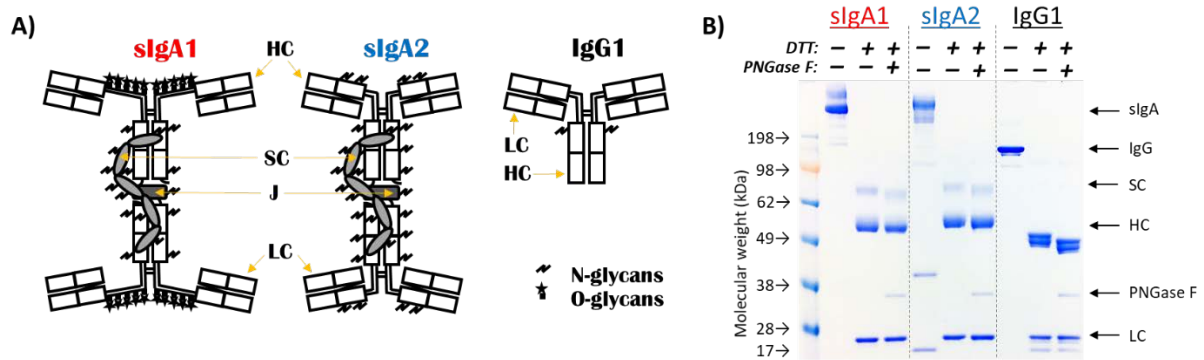 A)
sIgA1
sIgA2
IgG1
HC
LC
HC
SC
J
LC
N-glycans
O-glycans
B)
sIgA1
sIgA2
IgG1
DTT: − + + − + + − + +
PNGase F: − − + − − + − − +
Molecular weight (kDa)
198→
98→
62→
49→
38→
28→
17→
sIgA
IgG
SC
HC
PNGase F
LC